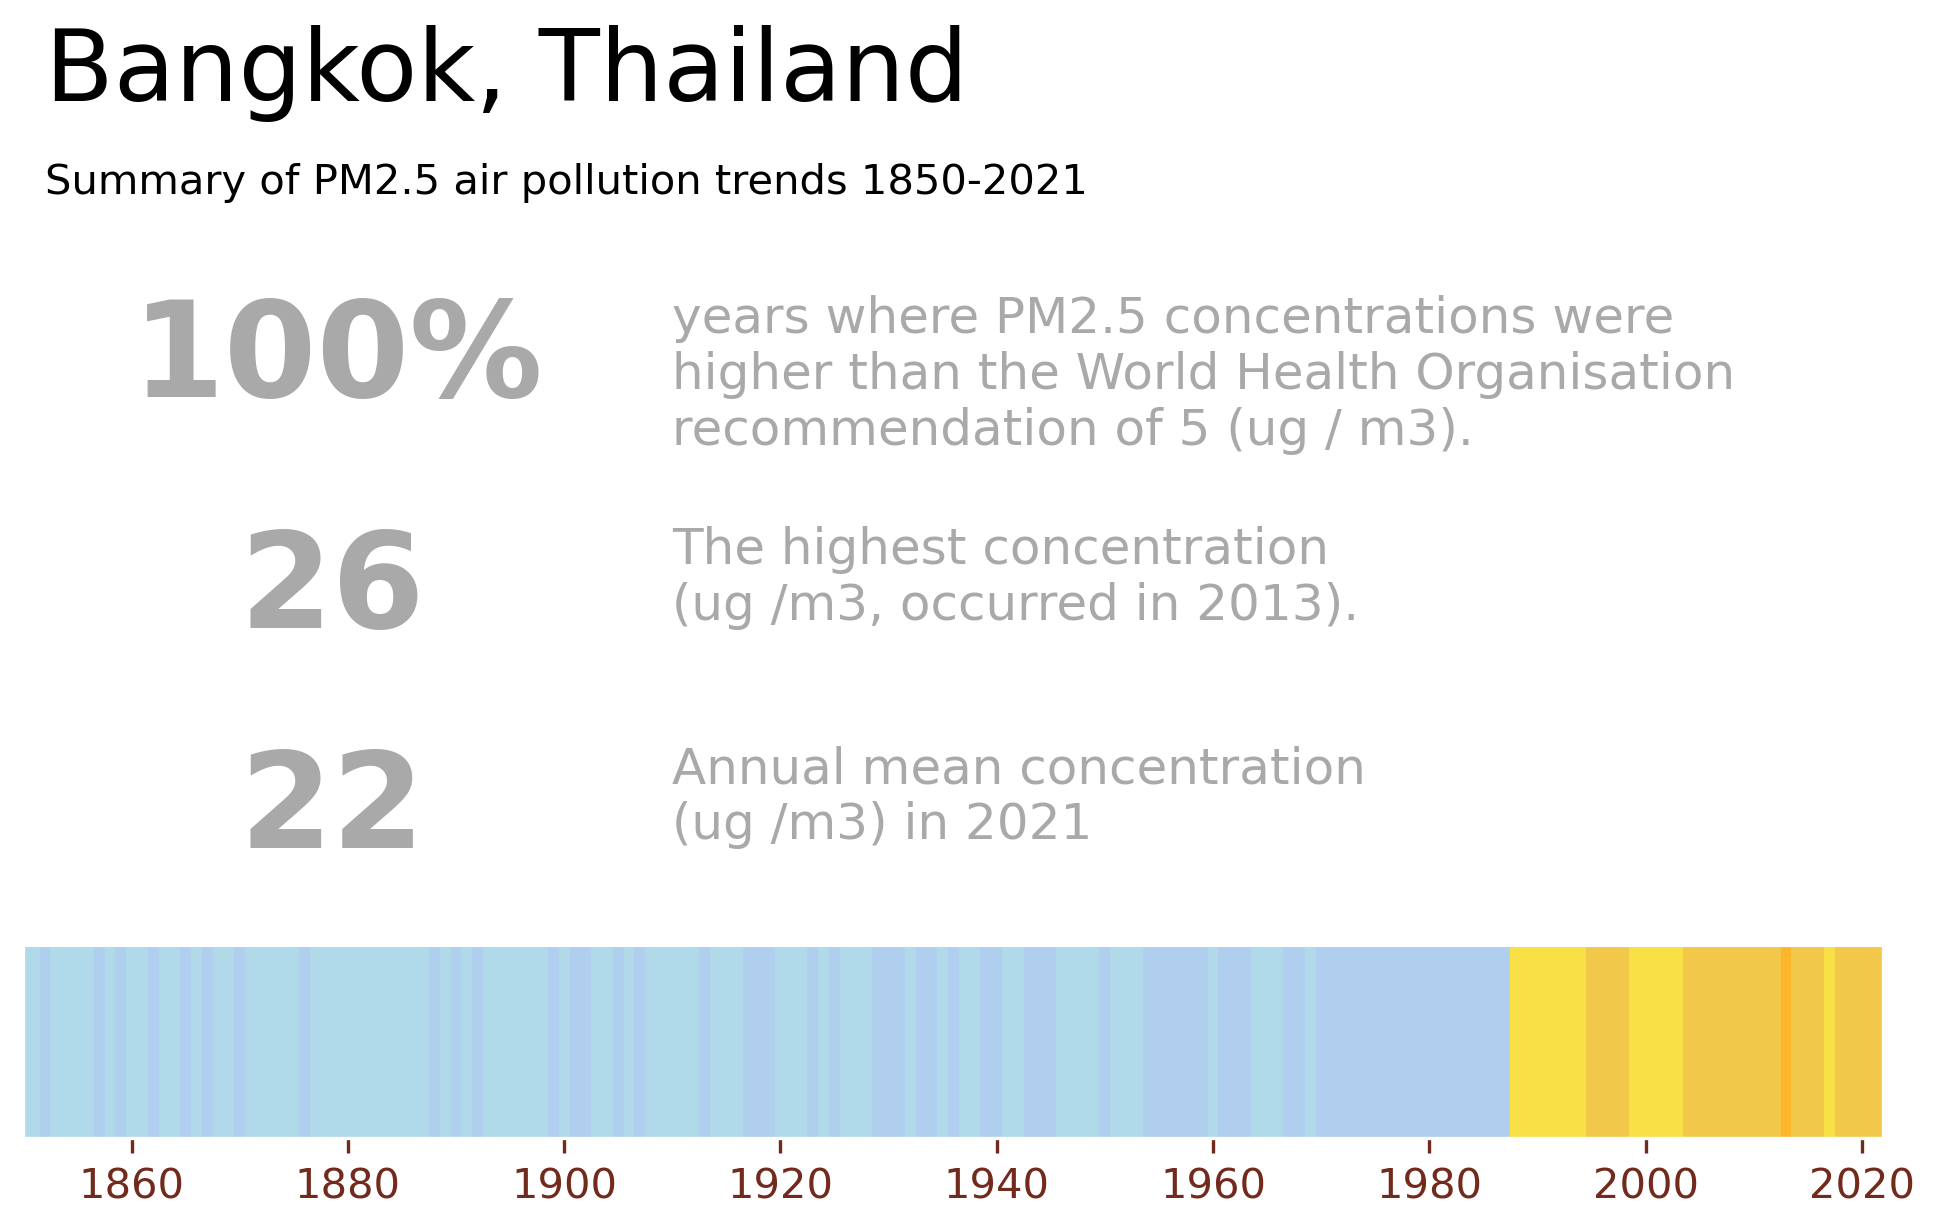 Bangkok, Thailand
Summary of PM2.5 air pollution trends 1850-2021
100%
years where PM2.5 concentrations were
higher than the World Health Organisation
recommendation of 5 (ug / m3).
26
The highest concentration
(ug /m3, occurred in 2013).
22
Annual mean concentration
(ug /m3) in 2021
1860 1880 1900 1920 1940 1960 1980 2000 2020